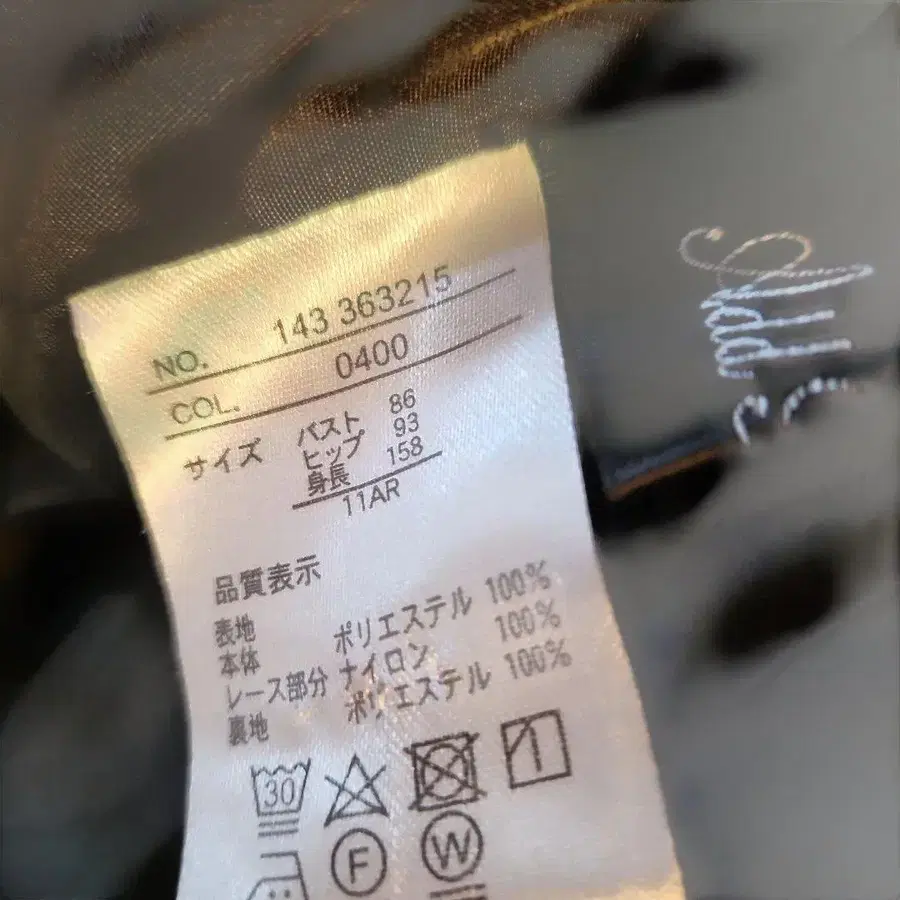 NO. 143 363215
COL. 0400
サイズ バスト 86
ヒップ 93
身長 158
11AR
品質表示
表地
本体 ポリエステル 100%
レース部分 ナイロン 100%
裏地 ポリエステル 100%
30
F W